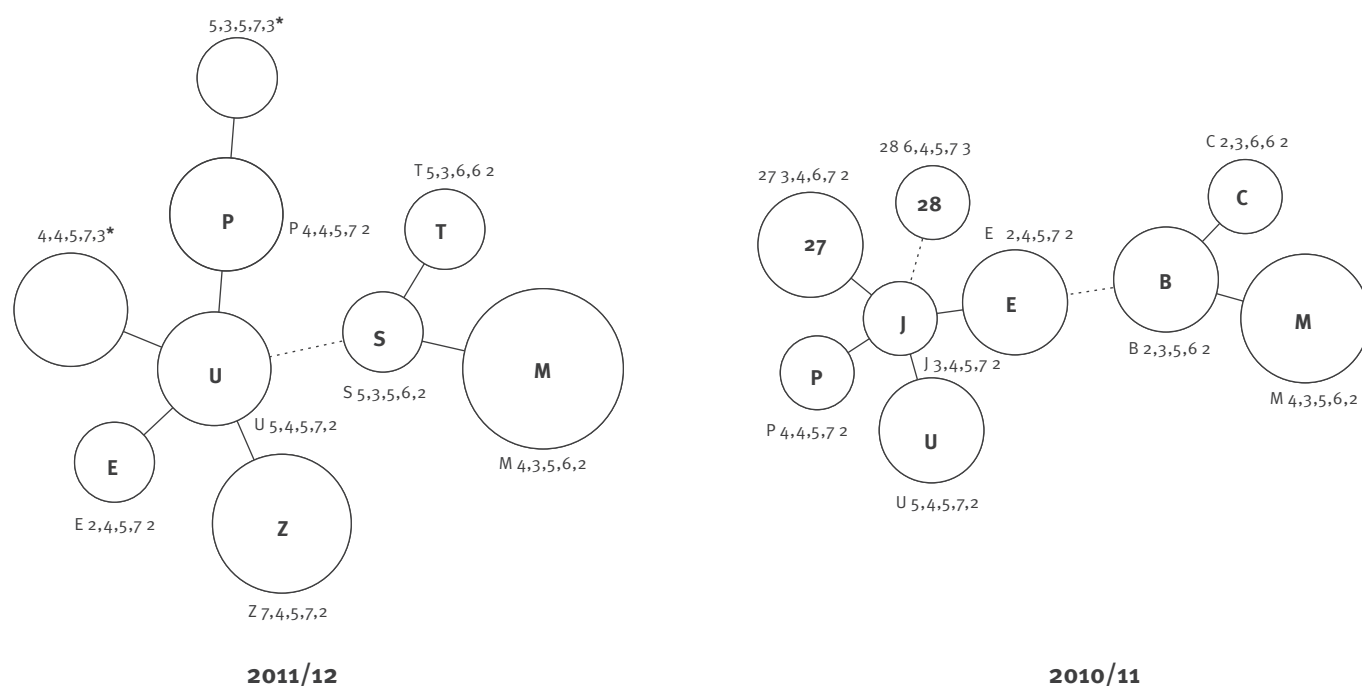 5,3,5,7,3*
P
P 4,4,5,7 2
4,4,5,7,3*
U
U 5,4,5,7,2
E
E 2,4,5,7 2
Z
Z 7,4,5,7,2
T 5,3,6,6 2
T
S
S 5,3,5,6,2
M
M 4,3,5,6,2
2011/12
27 3,4,6,7 2
27
28 6,4,5,7 3
28
E 2,4,5,7 2
E
J
J 3,4,5,7 2
P
P 4,4,5,7 2
U
U 5,4,5,7,2
C 2,3,6,6 2
C
B
B 2,3,5,6 2
M
M 4,3,5,6,2
2010/11